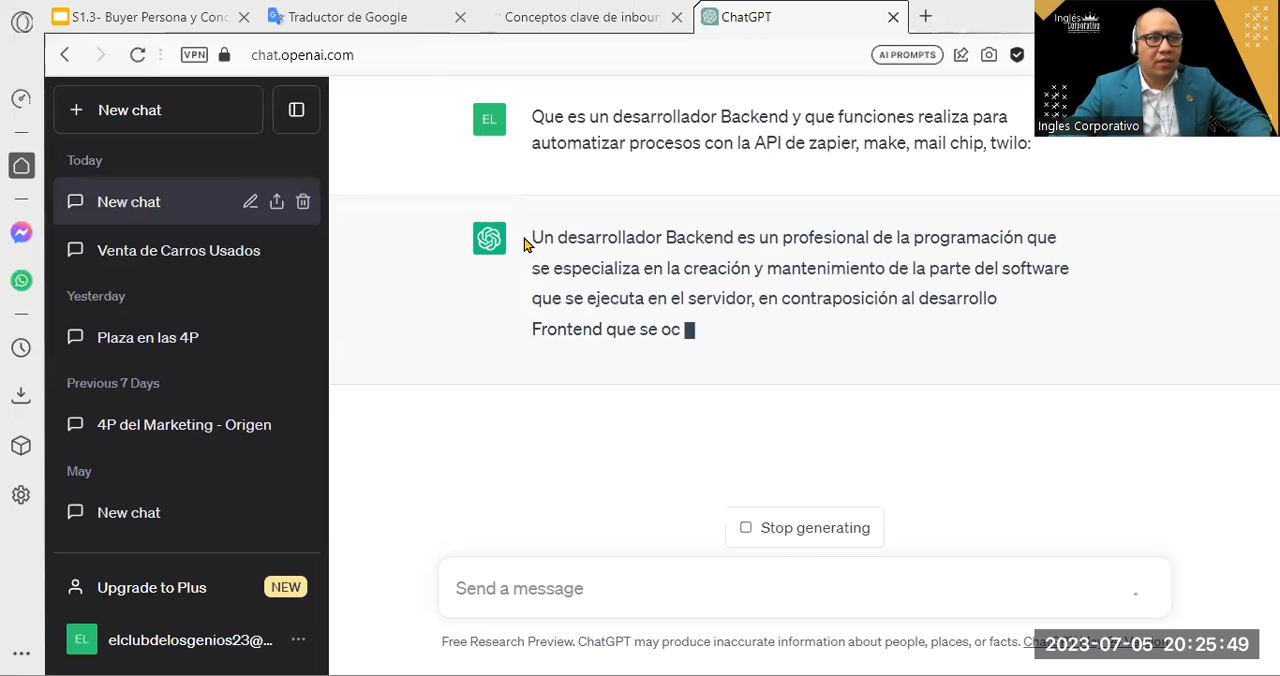 S1.3- Buyer Persona y Conc
Traductor de Google
Conceptos clave de inboun
ChatGPT
VPN
chat.openai.com
AI PROMPTS
Inglés
Corporativo
Ingles Corporativo
New chat
Today
New chat
Venta de Carros Usados
Yesterday
Plaza en las 4P
Previous 7 Days
4P del Marketing - Origen
May
New chat
Upgrade to Plus
NEW
EL
elclubdelosgenios23@...
EL
Que es un desarrollador Backend y que funciones realiza para
automatizar procesos con la API de zapier, make, mail chip, twilo:
Un desarrollador Backend es un profesional de la programación que
se especializa en la creación y mantenimiento de la parte del software
que se ejecuta en el servidor, en contraposición al desarrollo
Frontend que se oc
Stop generating
Send a message
Free Research Preview. ChatGPT may produce inaccurate information about people, places, or facts.
2023-07-05 20:25:49